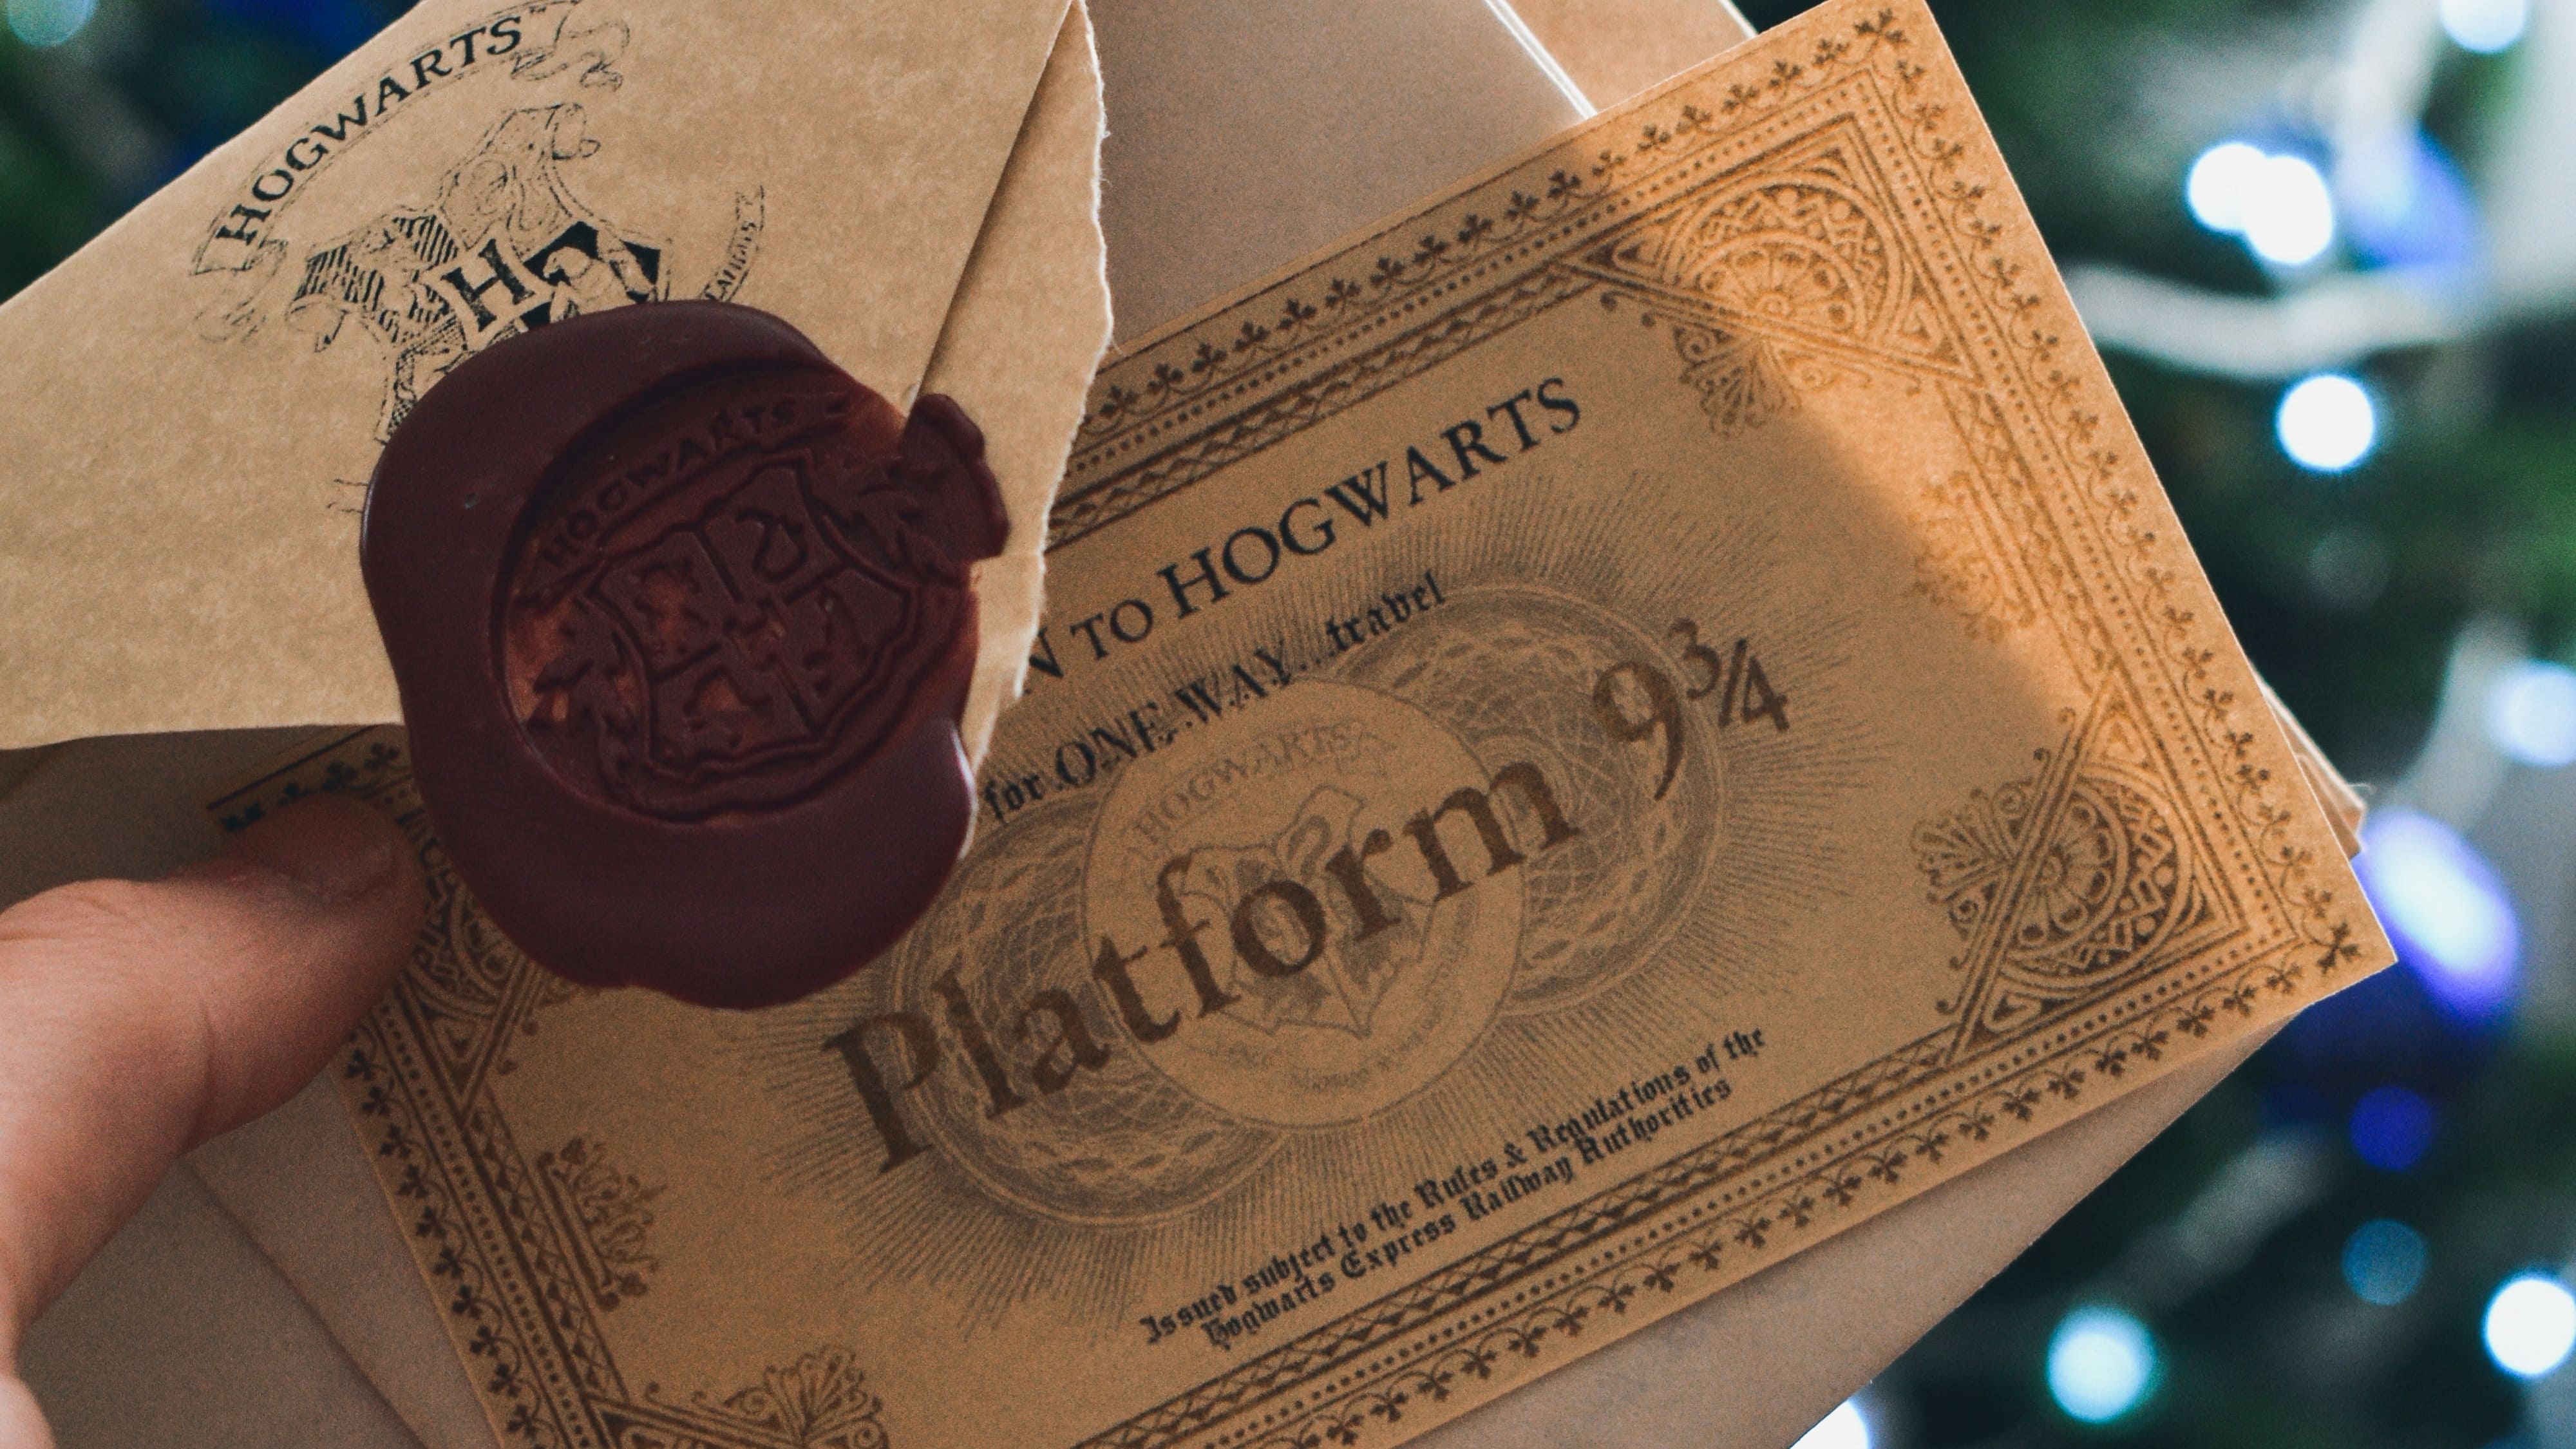 HOGWARTS
H
HOGWARTS
TO HOGWARTS
for ONE WAY...travel
HOGWARTS
Platform 9¾
Issued subject to the Rules & Regulations of the
Hogwarts Express Railway Authorities